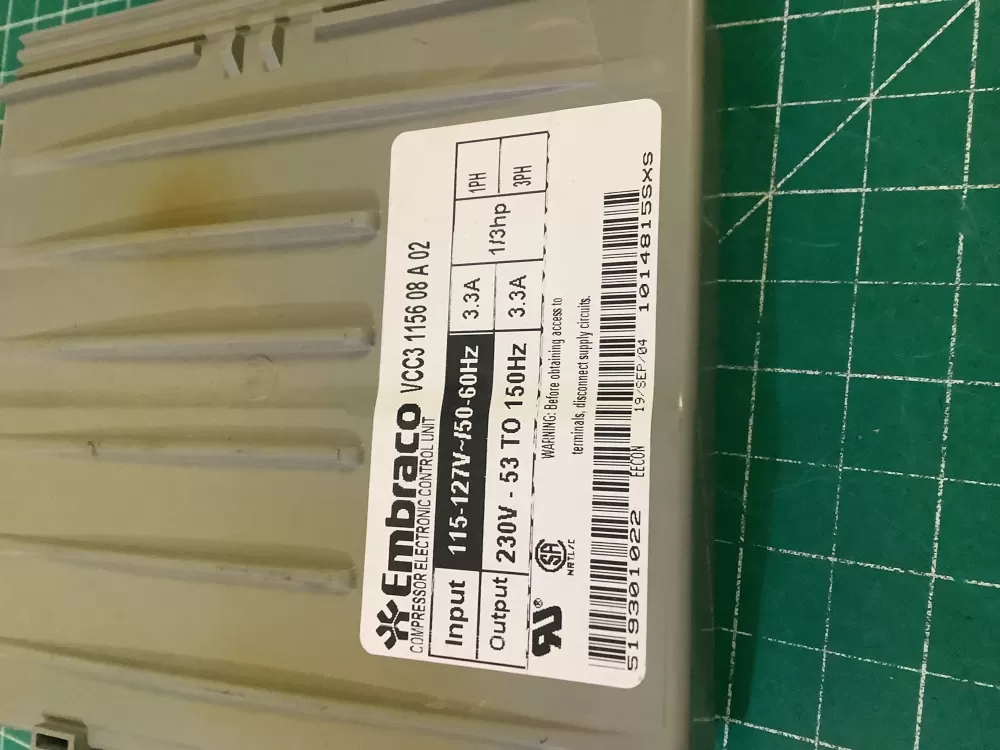 Embraco VCC3 1156 08 A 02
COMPRESSOR ELECTRONIC CONTROL UNIT
Input 115-127V~/50-60Hz 3.3A 1/3hp 1PH
Output 230V - 53 TO 150Hz 3.3A 3PH
WARNING: Before obtaining access to
terminals, disconnect supply circuits.
NRTL/C
519301022 EECON 19/SEP/04 1014815SXS